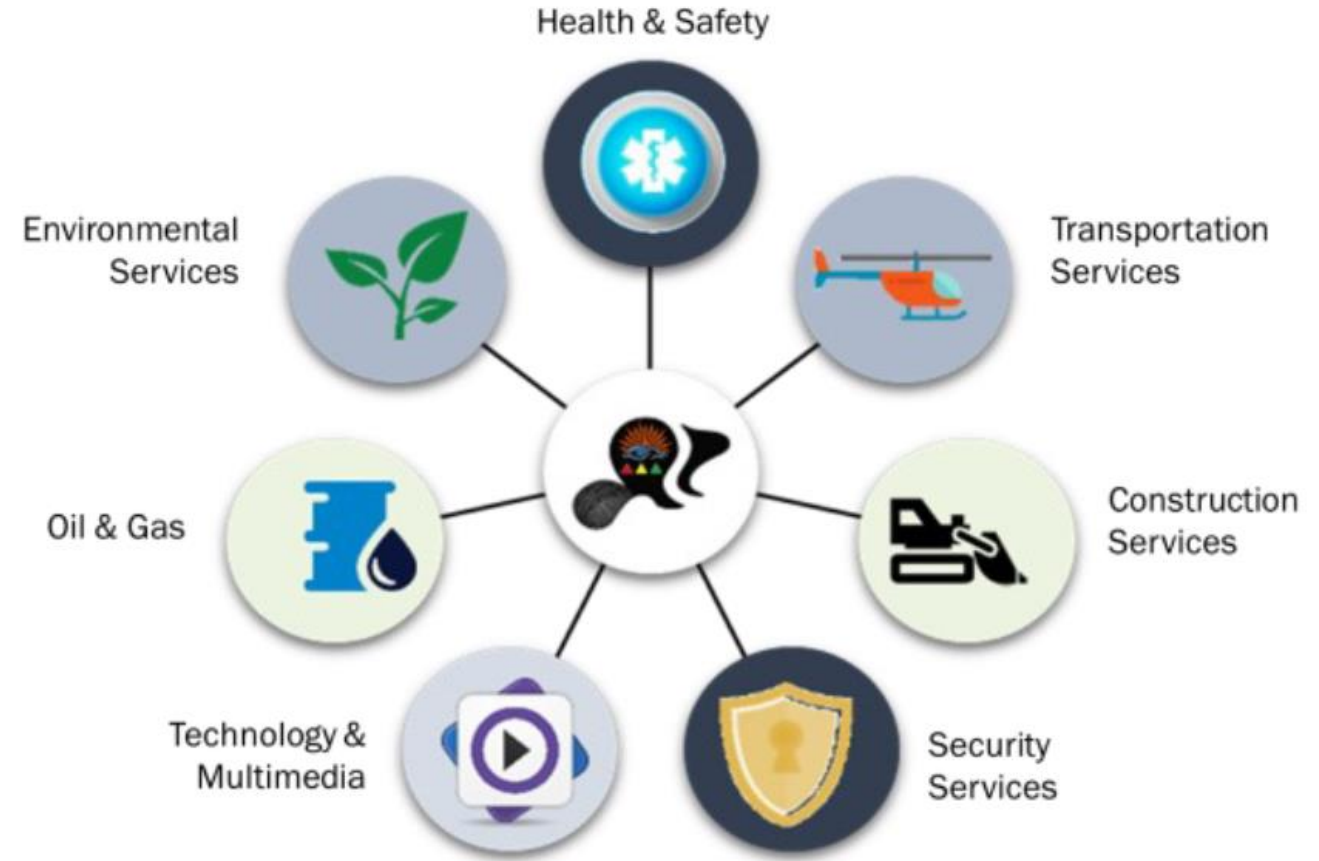 Health & Safety
Environmental
Services
Transportation
Services
Oil & Gas
Construction
Services
Technology &
Multimedia
Security
Services